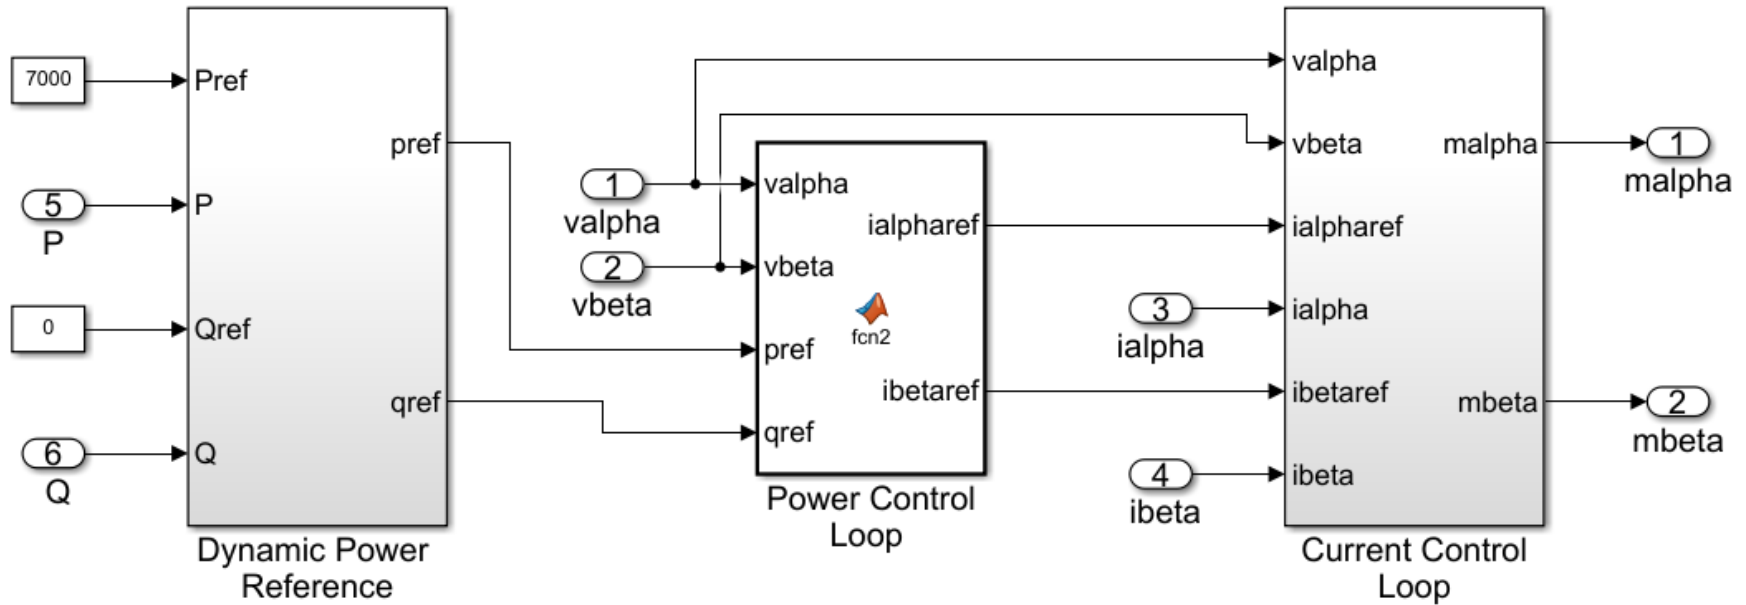 7000
Pref
5
P
P
0
Qref
6
Q
Q
pref
qref
Dynamic Power
Reference
1
valpha
2
vbeta
valpha
vbeta
pref
qref
fcn2
ialpharef
ibetaref
Power Control
Loop
3
ialpha
4
ibeta
valpha
vbeta
ialpharef
ialpha
ibetaref
ibeta
malpha
mbeta
Current Control
Loop
1
malpha
2
mbeta